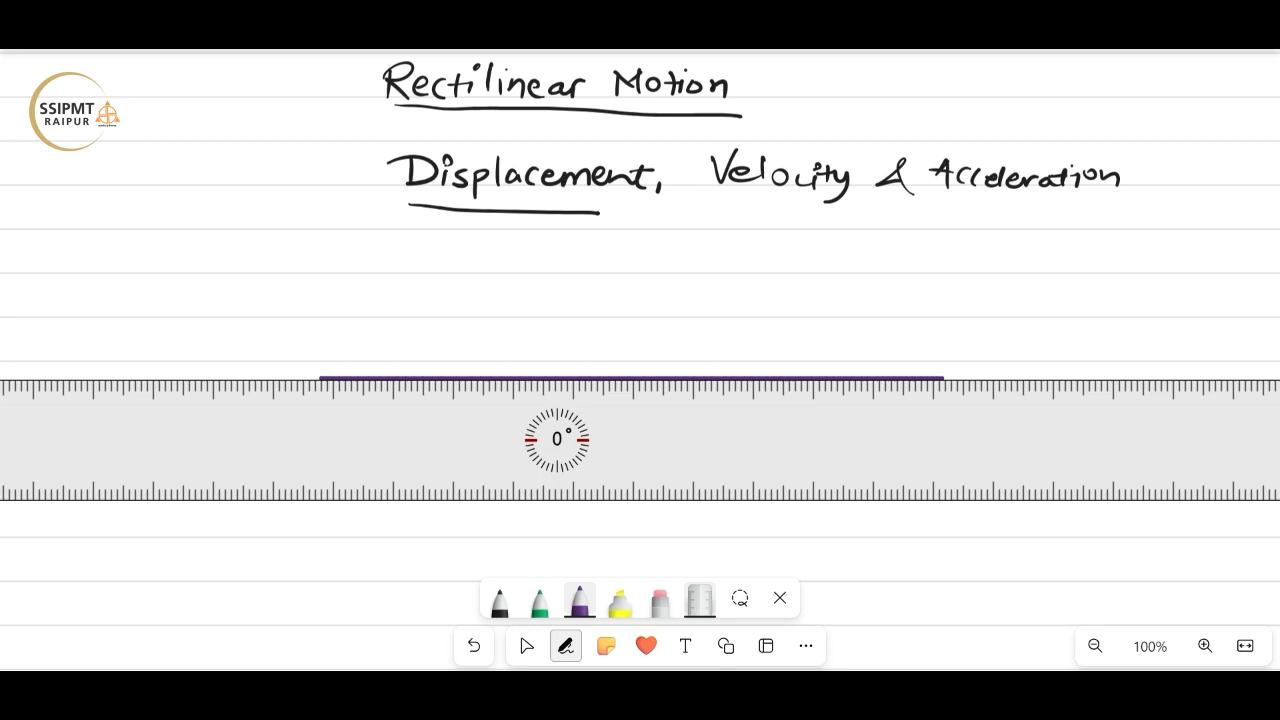 Rectilinear Motion
SSIPMT
RAIPUR
Displacement, Velocity & Acceleration
0°
T
100%